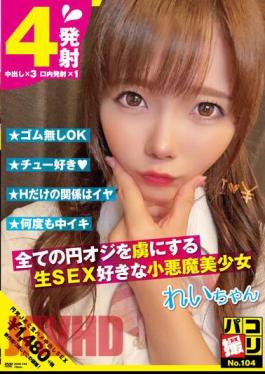 4発射
中出し×3 口内発射×1
★ゴム無しOK
★チュー好き♥
★Hだけの関係はイヤ
★何度も中イキ
全ての円オジを虜にする
生SEX好きな小悪魔美少女
れいちゃん
パコリ撮
No.104